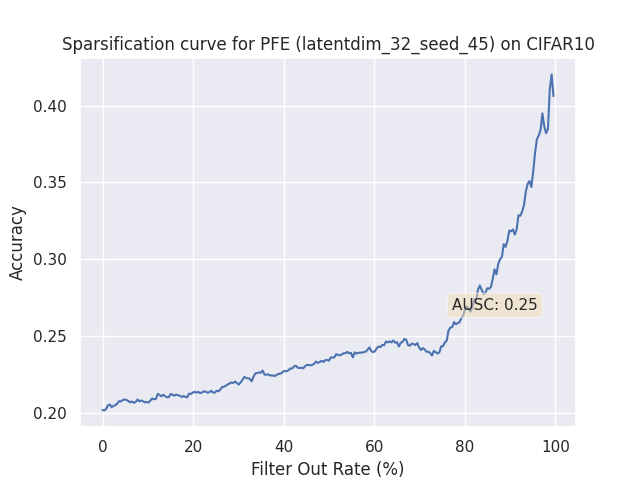 Sparsification curve for PFE (latentdim_32_seed_45) on CIFAR10
Accuracy
0.40
0.35
0.30
0.25
0.20
AUSC: 0.25
0 20 40 60 80 100
Filter Out Rate (%)